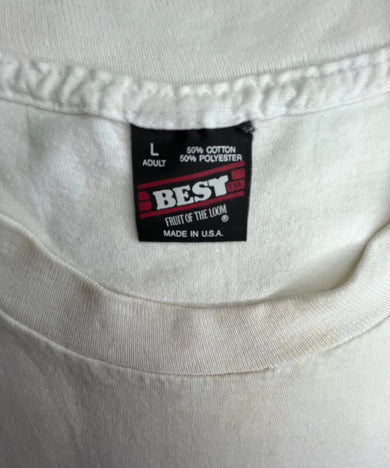 L 50% COTTON
ADULT 50% POLYESTER
BEST
FRUIT OF THE LOOM ®
MADE IN U.S.A.